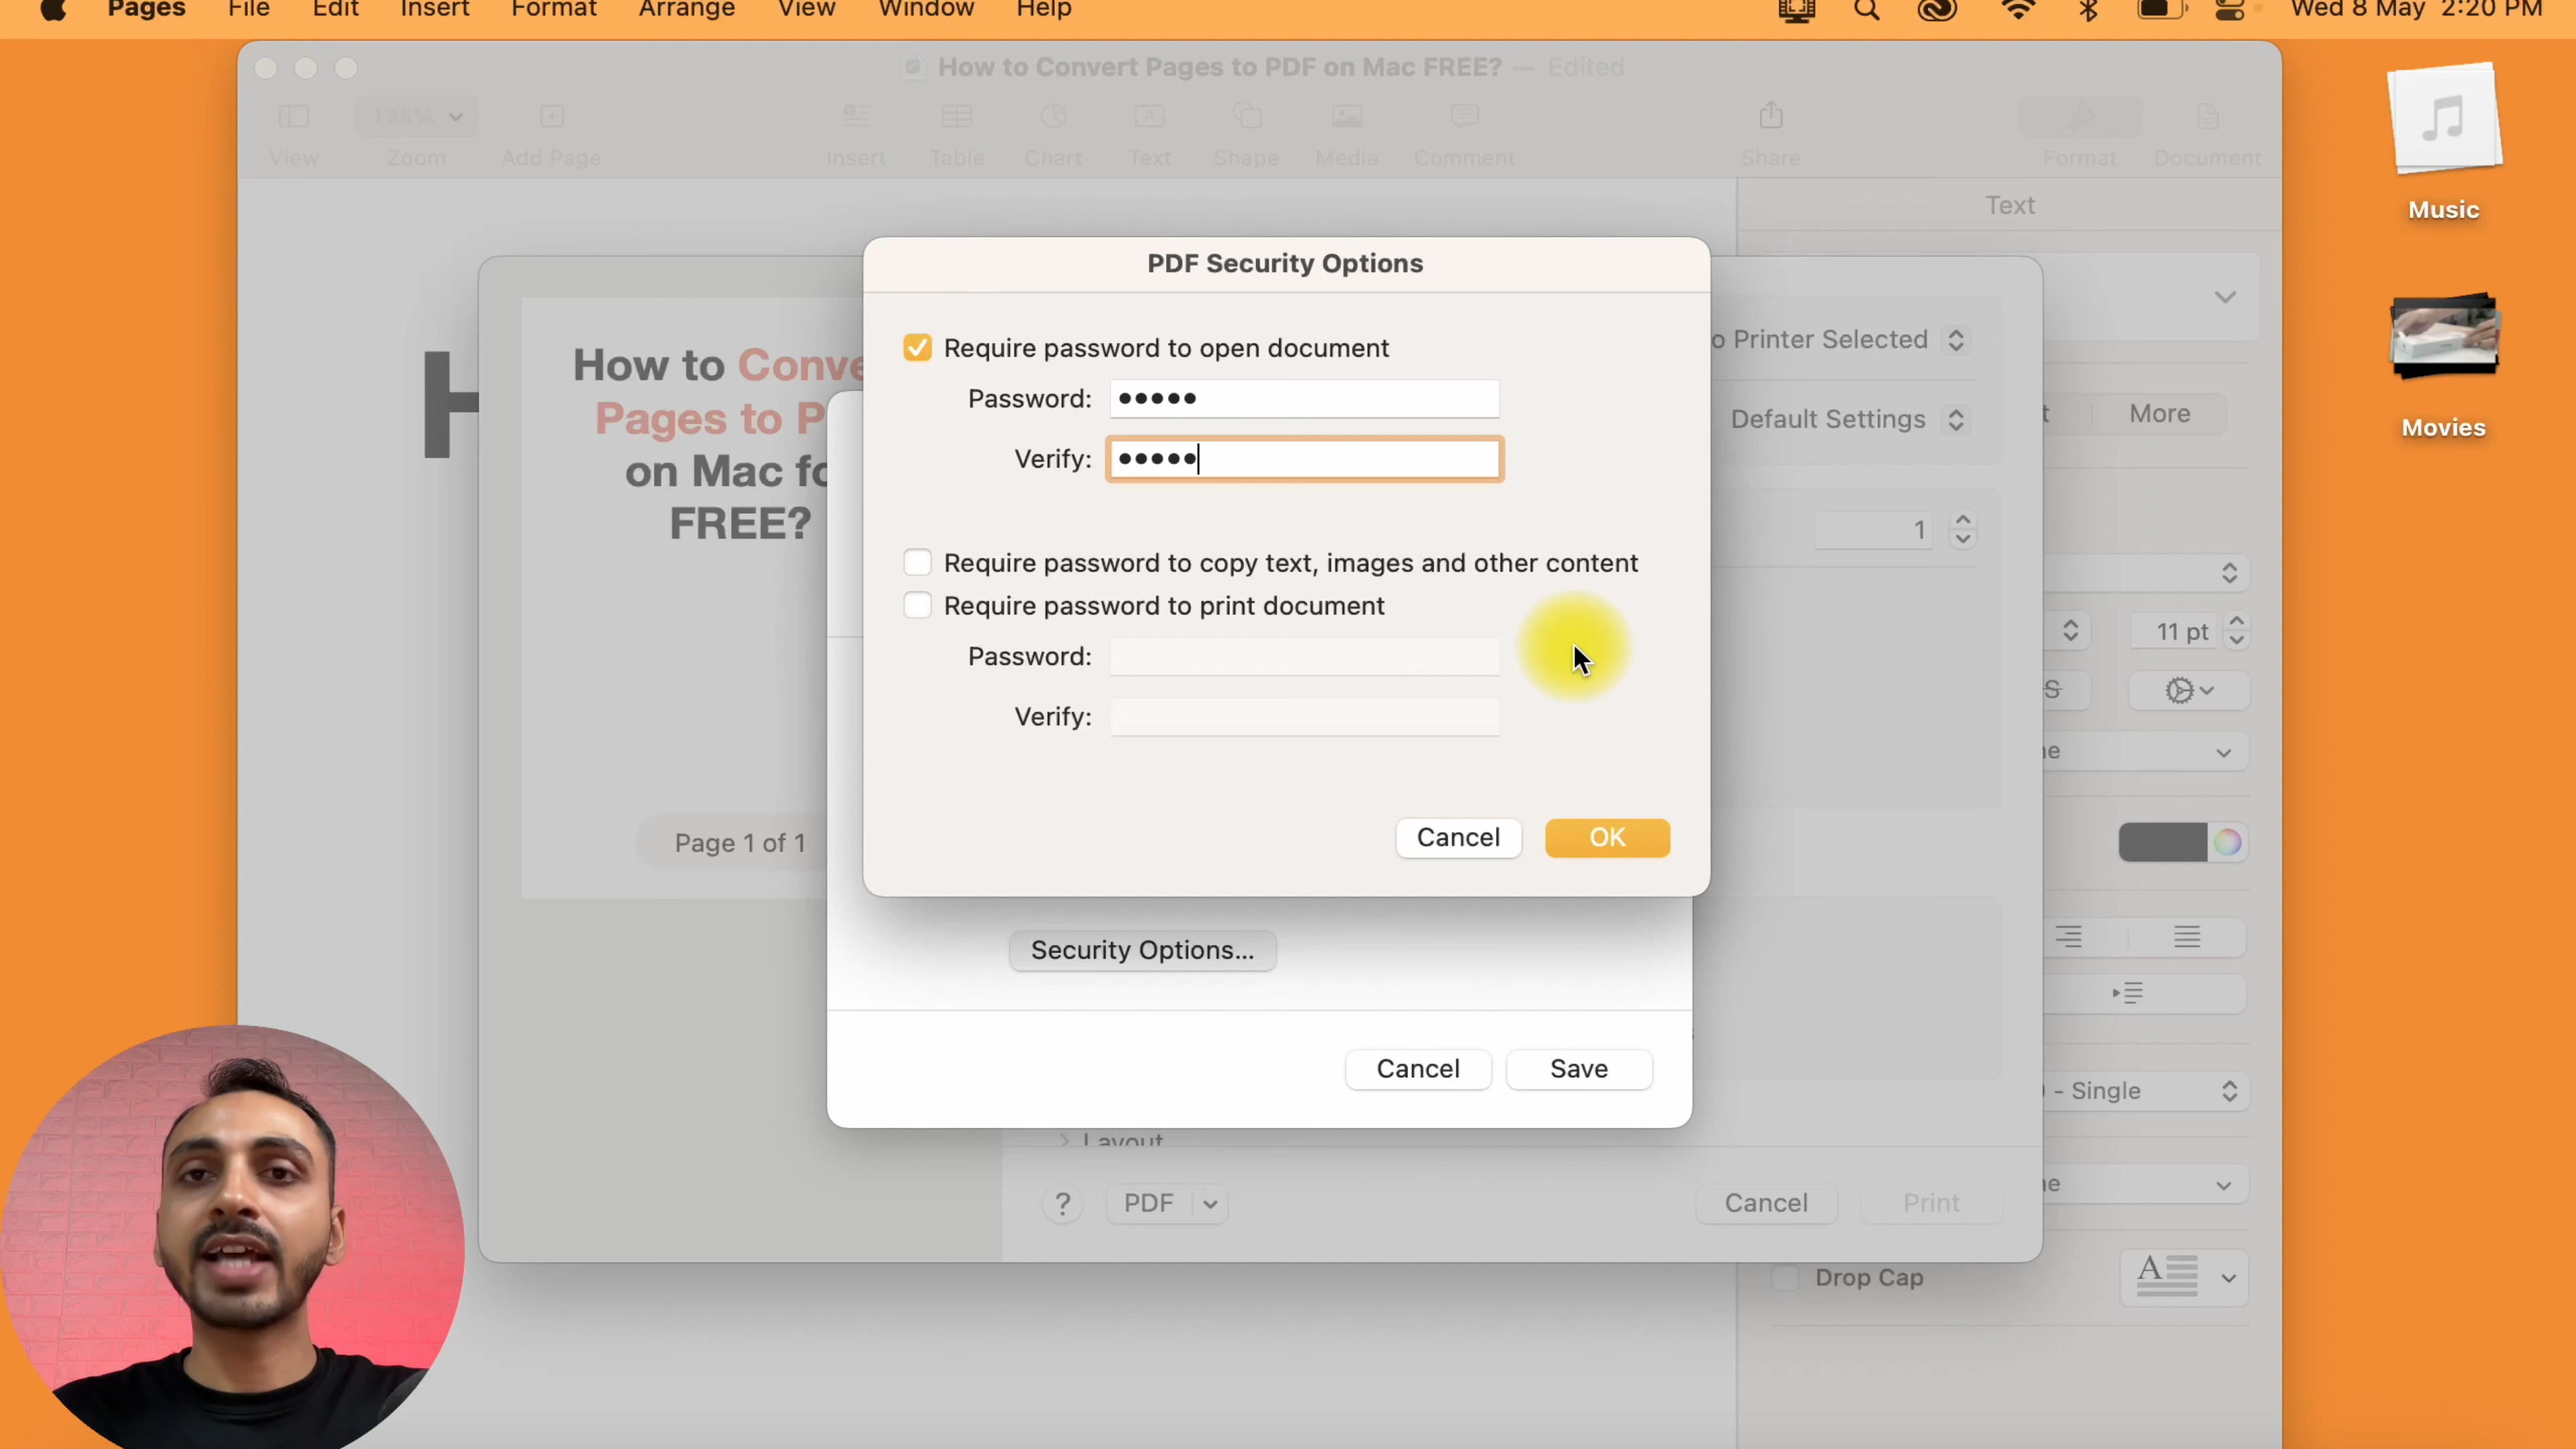 Pages File Edit Insert Format Arrange View Window Help Wed 8 May 2:20 PM
How to Convert Pages to PDF on Mac FREE? — Edited
126%
View Zoom Add Page Insert Table Chart Text Shape Media Comment Share Format Document
Text
Music
Movies
H
How to Conve
Pages to P
on Mac fo
FREE?
Page 1 of 1
PDF Security Options
Require password to open document
Password: •••••
Verify: •••••
Require password to copy text, images and other content
Require password to print document
Password:
Verify:
Cancel OK
Security Options...
Cancel Save
o Printer Selected
Default Settings
1
t More
11 pt
S
ne
- Single
ne
Layout
? PDF Cancel Print
Drop Cap
A